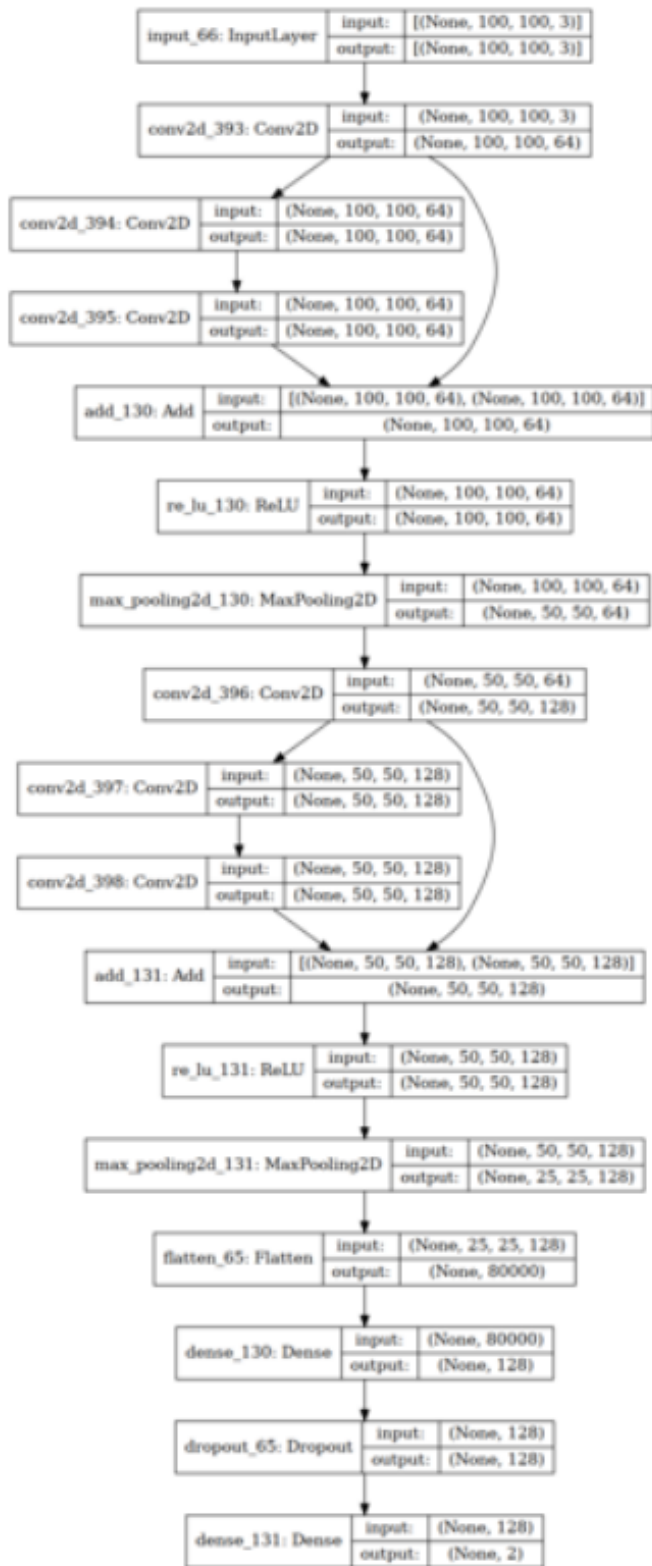 input_66: InputLayer input: [(None, 100, 100, 3)]
output: [(None, 100, 100, 3)]
conv2d_393: Conv2D input: (None, 100, 100, 3)
output: (None, 100, 100, 64)
conv2d_394: Conv2D input: (None, 100, 100, 64)
output: (None, 100, 100, 64)
conv2d_395: Conv2D input: (None, 100, 100, 64)
output: (None, 100, 100, 64)
add_130: Add input: [(None, 100, 100, 64), (None, 100, 100, 64)]
output: (None, 100, 100, 64)
re_lu_130: ReLU input: (None, 100, 100, 64)
output: (None, 100, 100, 64)
max_pooling2d_130: MaxPooling2D input: (None, 100, 100, 64)
output: (None, 50, 50, 64)
conv2d_396: Conv2D input: (None, 50, 50, 64)
output: (None, 50, 50, 128)
conv2d_397: Conv2D input: (None, 50, 50, 128)
output: (None, 50, 50, 128)
conv2d_398: Conv2D input: (None, 50, 50, 128)
output: (None, 50, 50, 128)
add_131: Add input: [(None, 50, 50, 128), (None, 50, 50, 128)]
output: (None, 50, 50, 128)
re_lu_131: ReLU input: (None, 50, 50, 128)
output: (None, 50, 50, 128)
max_pooling2d_131: MaxPooling2D input: (None, 50, 50, 128)
output: (None, 25, 25, 128)
flatten_65: Flatten input: (None, 25, 25, 128)
output: (None, 80000)
dense_130: Dense input: (None, 80000)
output: (None, 128)
dropout_65: Dropout input: (None, 128)
output: (None, 128)
dense_131: Dense input: (None, 128)
output: (None, 2)